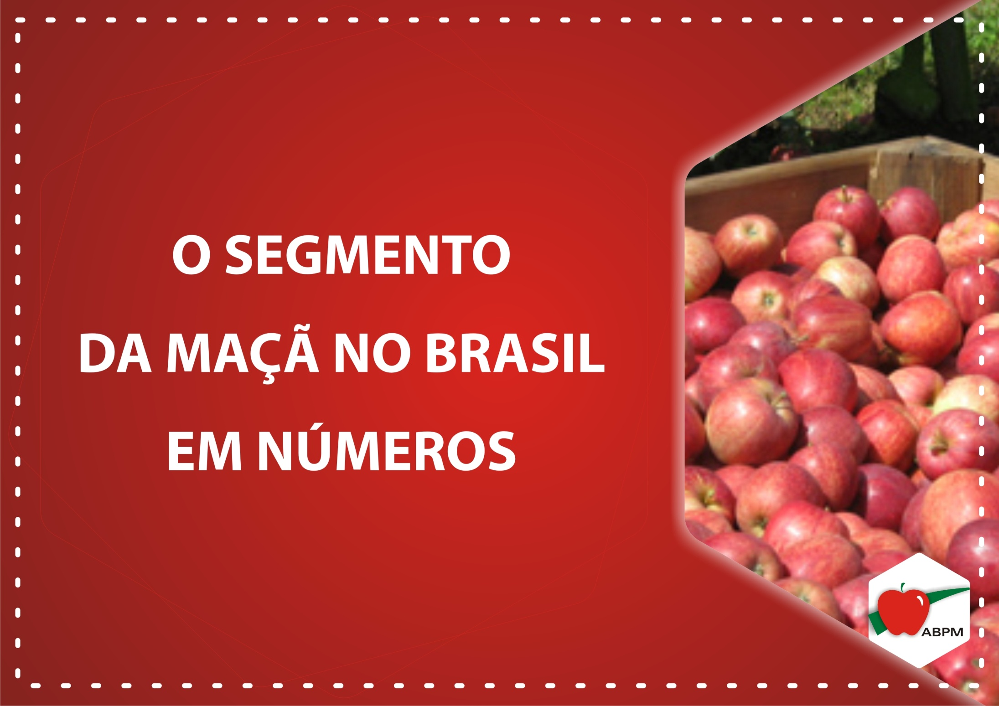 O SEGMENTO
DA MAÇÃ NO BRASIL
EM NÚMEROS
ABPM